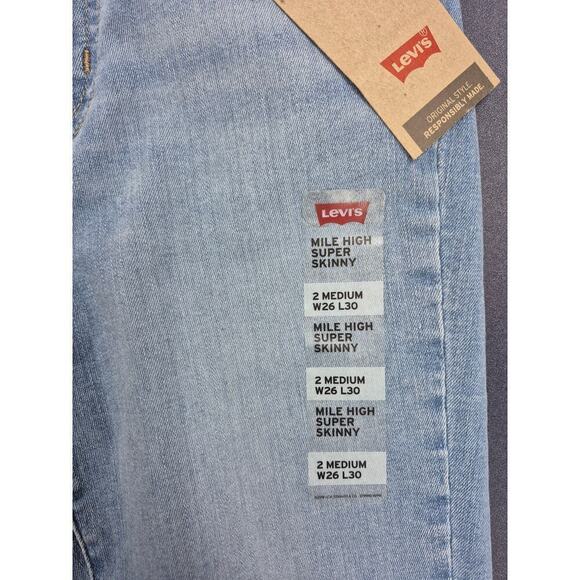 LEVI'S®
ORIGINAL STYLE.
RESPONSIBLY MADE.
LEVI'S
MILE HIGH
SUPER
SKINNY
2 MEDIUM
W26 L30
MILE HIGH
SUPER
SKINNY
2 MEDIUM
W26 L30
MILE HIGH
SUPER
SKINNY
2 MEDIUM
W26 L30